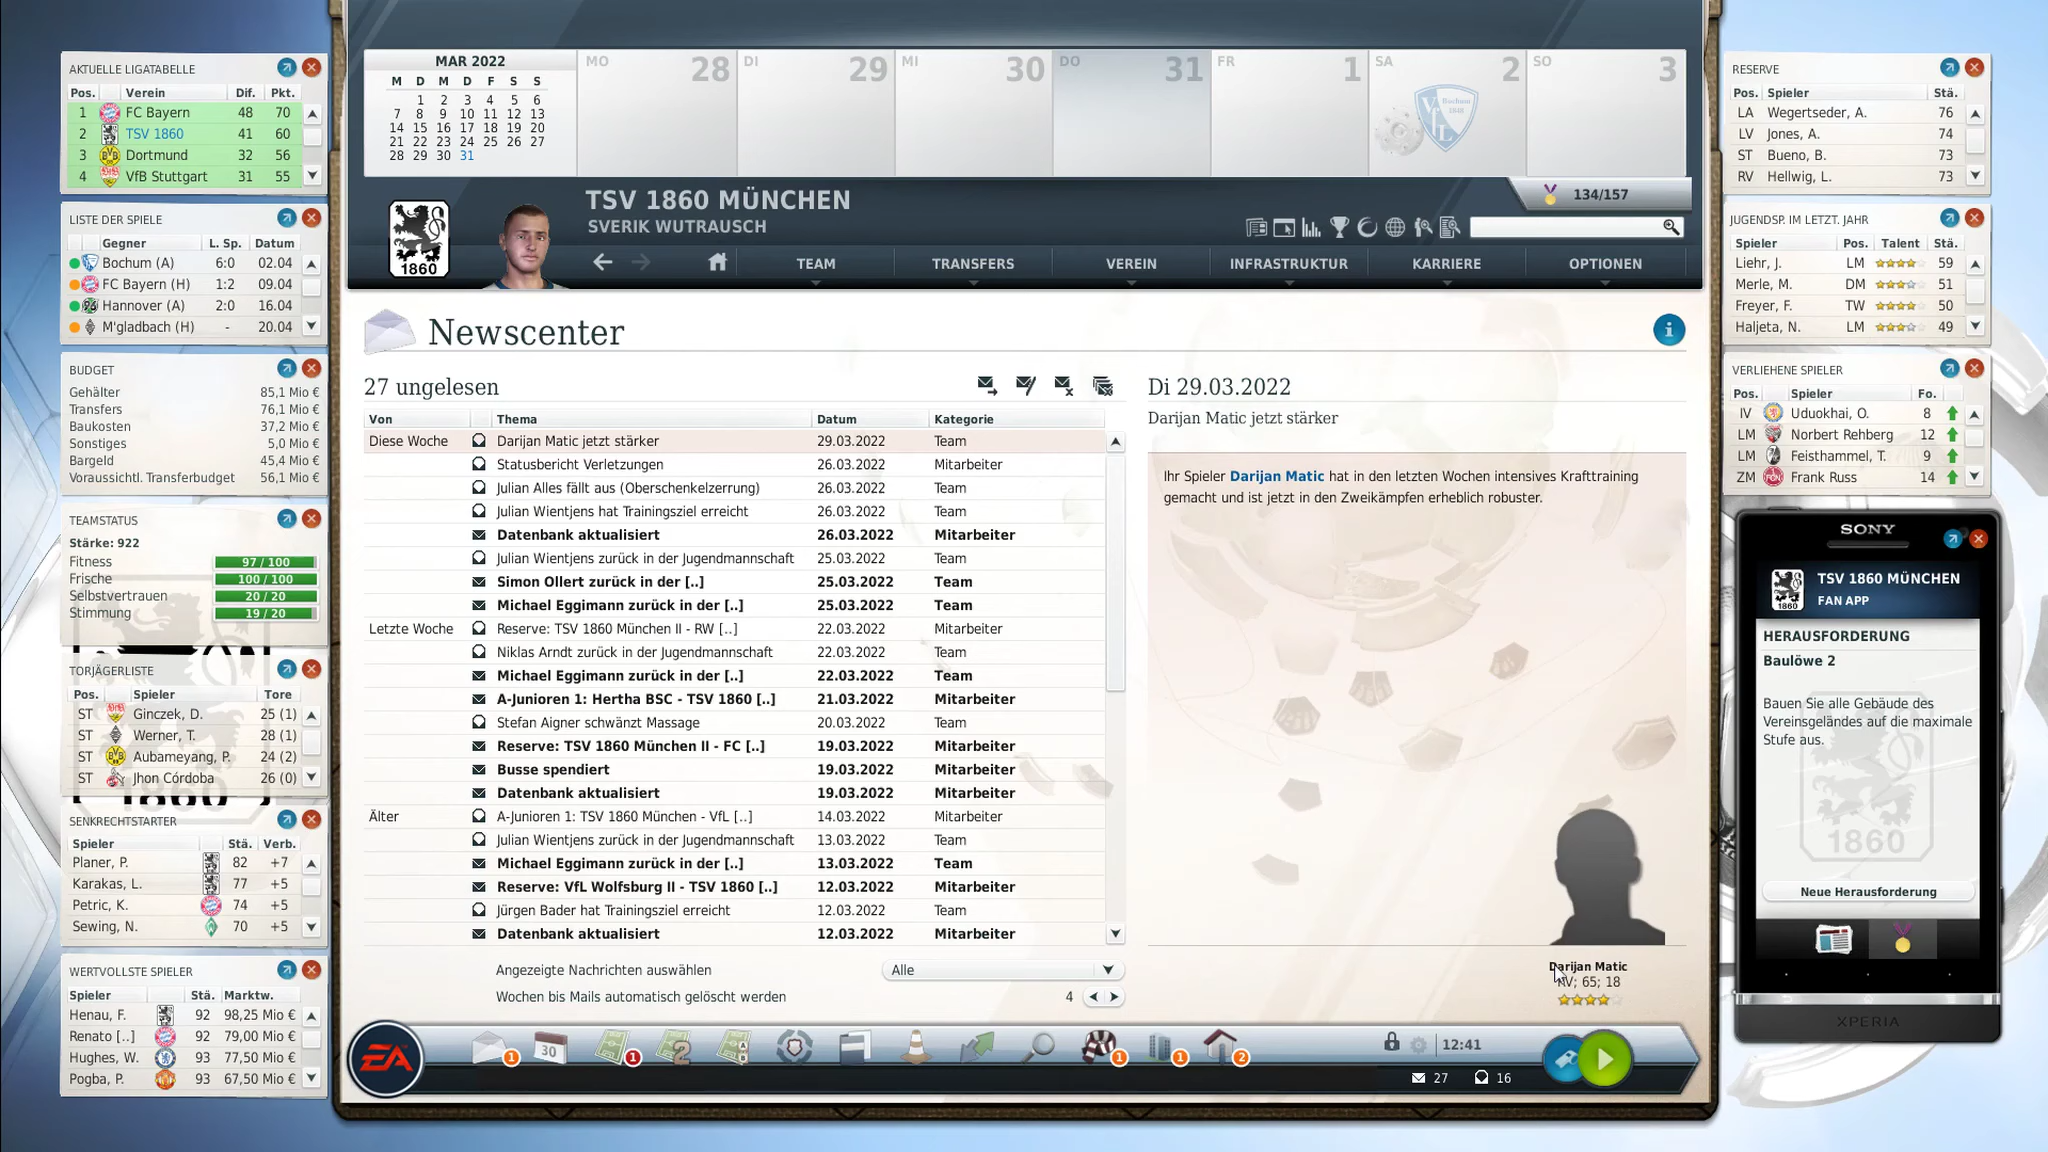 AKTUELLE LIGATABELLE
Pos. Verein Dif. Pkt.
1 FC Bayern 48 70
2 TSV 1860 41 60
3 Dortmund 32 56
4 VfB Stuttgart 31 55
LISTE DER SPIELE
Gegner L. Sp. Datum
Bochum (A) 6:0 02.04
FC Bayern (H) 1:2 09.04
Hannover (A) 2:0 16.04
M'gladbach (H) - 20.04
BUDGET
Gehälter 85,1 Mio €
Transfers 76,1 Mio €
Baukosten 37,2 Mio €
Sonstiges 5,0 Mio €
Bargeld 45,4 Mio €
Voraussichtl. Transferbudget 56,1 Mio €
TEAMSTATUS
Stärke: 922
Fitness 97 / 100
Frische 100 / 100
Selbstvertrauen 20 / 20
Stimmung 19 / 20
TORJÄGERLISTE
Pos. Spieler Tore
ST Ginczek, D. 25 (1)
ST Werner, T. 28 (1)
ST Aubameyang, P. 24 (2)
ST Jhon Córdoba 26 (0)
SENKRECHTSTARTER
Spieler Stä. Verb.
Planer, P. 82 +7
Karakas, L. 77 +5
Petric, K. 74 +5
Sewing, N. 70 +5
WERTVOLLSTE SPIELER
Spieler Stä. Marktw.
Henau, F. 92 98,25 Mio €
Renato [..] 92 79,00 Mio €
Hughes, W. 93 77,50 Mio €
Pogba, P. 93 67,50 Mio €
MAR 2022
M D M D F S S
1 2 3 4 5 6
7 8 9 10 11 12 13
14 15 16 17 18 19 20
21 22 23 24 25 26 27
28 29 30 31
MO 28 DI 29 MI 30 DO 31 FR 1 SA 2 SO 3
VfL Bochum 1848
1860
TSV 1860 MÜNCHEN
SVERIK WUTRAUSCH
134/157
TEAM TRANSFERS VEREIN INFRASTRUKTUR KARRIERE OPTIONEN
Newscenter
27 ungelesen
Von Thema Datum Kategorie
Diese Woche Darijan Matic jetzt stärker 29.03.2022 Team
Statusbericht Verletzungen 26.03.2022 Mitarbeiter
Julian Alles fällt aus (Oberschenkelzerrung) 26.03.2022 Team
Julian Wientjens hat Trainingsziel erreicht 26.03.2022 Team
Datenbank aktualisiert 26.03.2022 Mitarbeiter
Julian Wientjens zurück in der Jugendmannschaft 25.03.2022 Team
Simon Ollert zurück in der [..] 25.03.2022 Team
Michael Eggimann zurück in der [..] 25.03.2022 Team
Letzte Woche Reserve: TSV 1860 München II - RW [..] 22.03.2022 Mitarbeiter
Niklas Arndt zurück in der Jugendmannschaft 22.03.2022 Team
Michael Eggimann zurück in der [..] 22.03.2022 Team
A-Junioren 1: Hertha BSC - TSV 1860 [..] 21.03.2022 Mitarbeiter
Stefan Aigner schwänzt Massage 20.03.2022 Team
Reserve: TSV 1860 München II - FC [..] 19.03.2022 Mitarbeiter
Busse spendiert 19.03.2022 Mitarbeiter
Datenbank aktualisiert 19.03.2022 Mitarbeiter
Älter A-Junioren 1: TSV 1860 München - VfL [..] 14.03.2022 Mitarbeiter
Julian Wientjens zurück in der Jugendmannschaft 13.03.2022 Team
Michael Eggimann zurück in der [..] 13.03.2022 Team
Reserve: VfL Wolfsburg II - TSV 1860 [..] 12.03.2022 Mitarbeiter
Jürgen Bader hat Trainingsziel erreicht 12.03.2022 Team
Datenbank aktualisiert 12.03.2022 Mitarbeiter
Angezeigte Nachrichten auswählen Alle
Wochen bis Mails automatisch gelöscht werden 4
Di 29.03.2022
Darijan Matic jetzt stärker
Ihr Spieler Darijan Matic hat in den letzten Wochen intensives Krafttraining
gemacht und ist jetzt in den Zweikämpfen erheblich robuster.
Darijan Matic
RV; 65; 18
EA
1 30 1 2 1 1 2
12:41
27 16
RESERVE
Pos. Spieler Stä.
LA Wegertseder, A. 76
LV Jones, A. 74
ST Bueno, B. 73
RV Hellwig, L. 73
JUGENDSP. IM LETZT. JAHR
Spieler Pos. Talent Stä.
Liehr, J. LM 59
Merle, M. DM 51
Freyer, F. TW 50
Haljeta, N. LM 49
VERLIEHENE SPIELER
Pos. Spieler Fo.
IV Uduokhai, O. 8
LM Norbert Rehberg 12
LM Feisthammel, T. 9
ZM Frank Russ 14
SONY
TSV 1860 MÜNCHEN
FAN APP
1860
HERAUSFORDERUNG
Baulöwe 2
Bauen Sie alle Gebäude des
Vereinsgeländes auf die maximale
Stufe aus.
1860
Neue Herausforderung
XPERIA